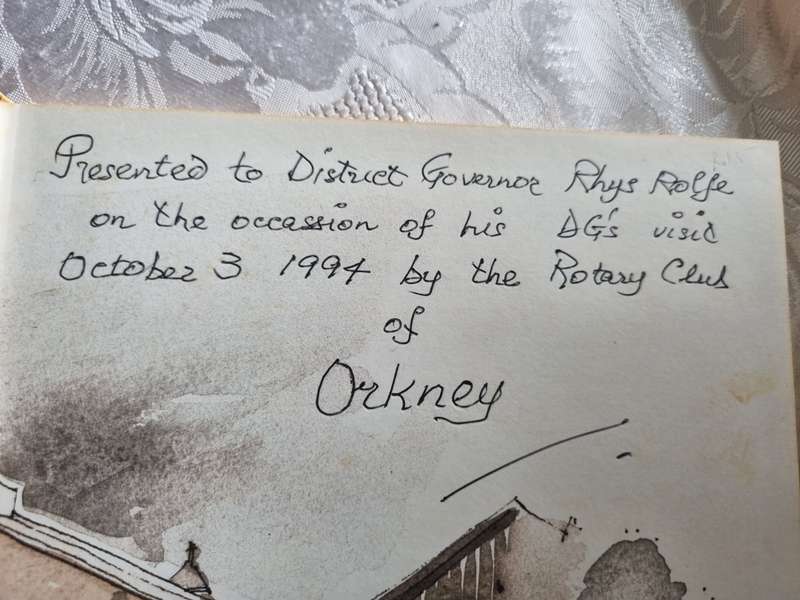 Presented to District Governor Rhys Rolfe
on the occassion of his DG's visit
October 3 1994 by the Rotary Club
of
Orkney